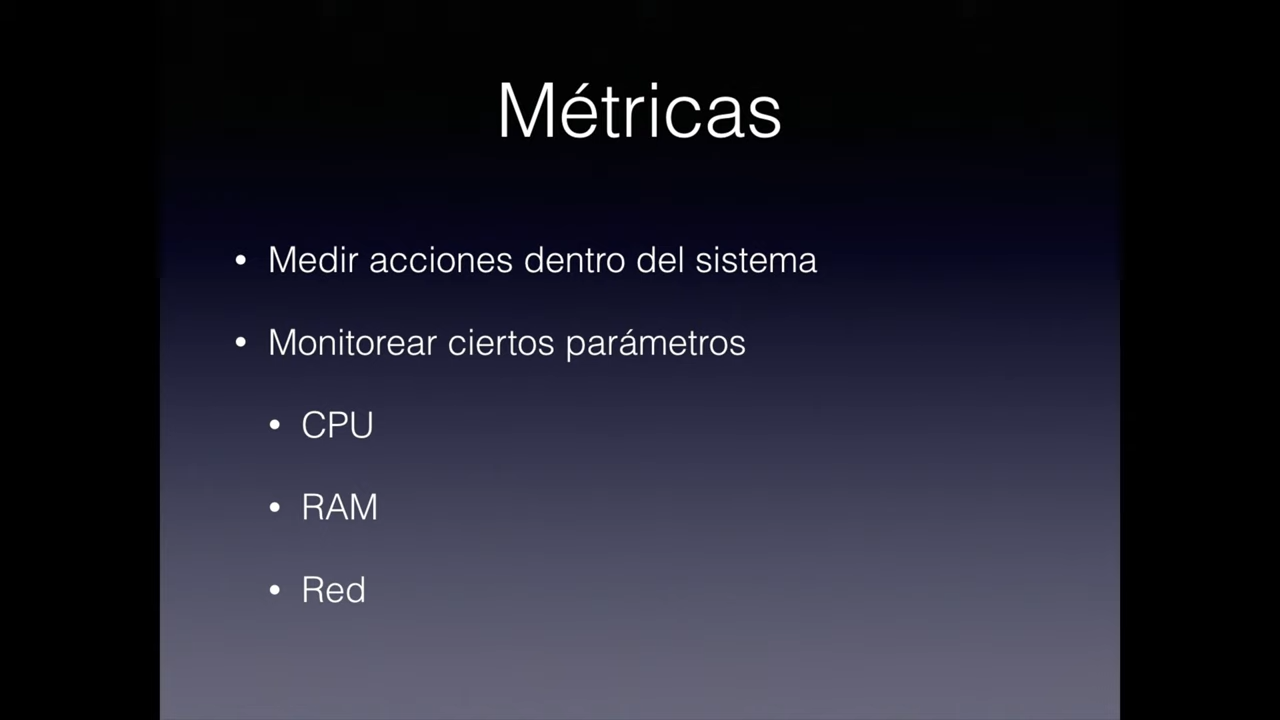 Métricas
• Medir acciones dentro del sistema
• Monitorear ciertos parámetros
• CPU
• RAM
• Red